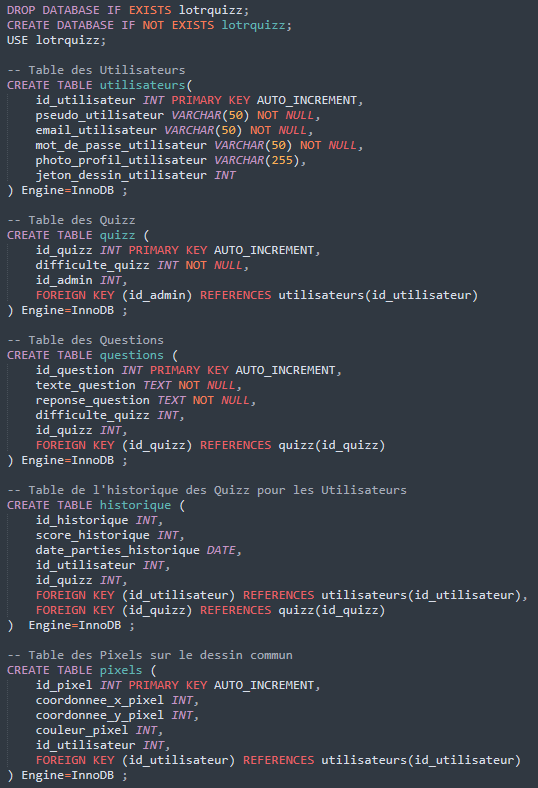 DROP DATABASE IF EXISTS lotrquizz;
CREATE DATABASE IF NOT EXISTS lotrquizz;
USE lotrquizz;

-- Table des Utilisateurs
CREATE TABLE utilisateurs(
    id_utilisateur INT PRIMARY KEY AUTO_INCREMENT,
    pseudo_utilisateur VARCHAR(50) NOT NULL,
    email_utilisateur VARCHAR(50) NOT NULL,
    mot_de_passe_utilisateur VARCHAR(50) NOT NULL,
    photo_profil_utilisateur VARCHAR(255),
    jeton_dessin_utilisateur INT
) Engine=InnoDB ;

-- Table des Quizz
CREATE TABLE quizz (
    id_quizz INT PRIMARY KEY AUTO_INCREMENT,
    difficulte_quizz INT NOT NULL,
    id_admin INT,
    FOREIGN KEY (id_admin) REFERENCES utilisateurs(id_utilisateur)
) Engine=InnoDB ;

-- Table des Questions
CREATE TABLE questions (
    id_question INT PRIMARY KEY AUTO_INCREMENT,
    texte_question TEXT NOT NULL,
    reponse_question TEXT NOT NULL,
    difficulte_quizz INT,
    id_quizz INT,
    FOREIGN KEY (id_quizz) REFERENCES quizz(id_quizz)
) Engine=InnoDB ;

-- Table de l'historique des Quizz pour les Utilisateurs
CREATE TABLE historique (
    id_historique INT,
    score_historique INT,
    date_parties_historique DATE,
    id_utilisateur INT,
    id_quizz INT,
    FOREIGN KEY (id_utilisateur) REFERENCES utilisateurs(id_utilisateur),
    FOREIGN KEY (id_quizz) REFERENCES quizz(id_quizz)
)  Engine=InnoDB ;

-- Table des Pixels sur le dessin commun
CREATE TABLE pixels (
    id_pixel INT PRIMARY KEY AUTO_INCREMENT,
    coordonnee_x_pixel INT,
    coordonnee_y_pixel INT,
    couleur_pixel INT,
    id_utilisateur INT,
    FOREIGN KEY (id_utilisateur) REFERENCES utilisateurs(id_utilisateur)
) Engine=InnoDB ;